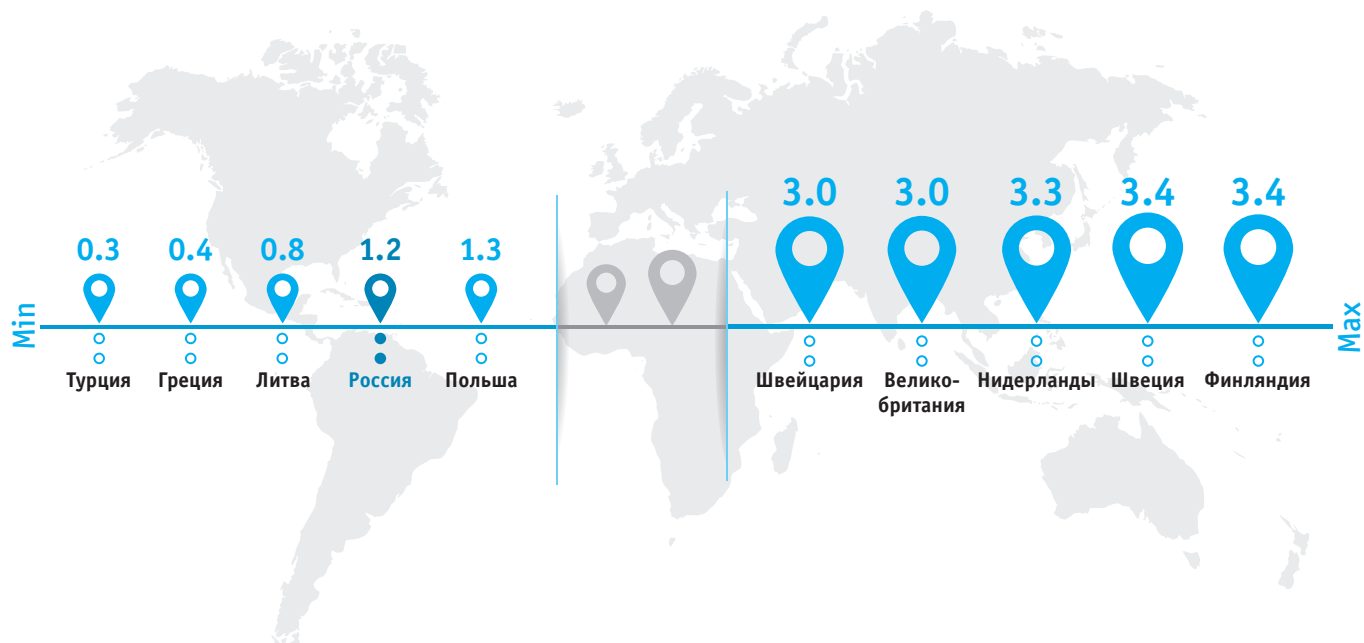 3.0 3.0 3.3 3.4 3.4
0.3 0.4 0.8 1.2 1.3
Min
Max
Турция Греция Литва Россия Польша
Швейцария Велико- Нидерланды Швеция Финляндия
британия